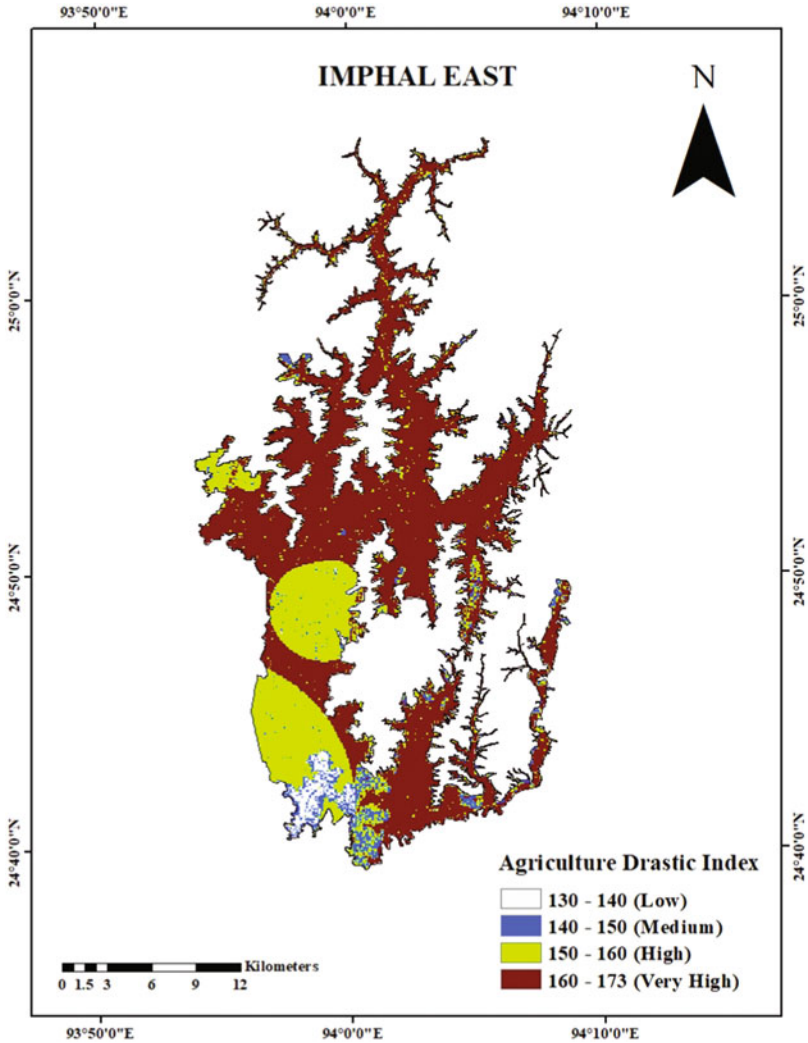 93°50'0"E 94°0'0"E 94°10'0"E
IMPHAL EAST
N
25°0'0"N 25°0'0"N
24°50'0"N 24°50'0"N
24°40'0"N 24°40'0"N
Agriculture Drastic Index
130 - 140 (Low)
140 - 150 (Medium)
150 - 160 (High)
160 - 173 (Very High)
Kilometers
0 1.5 3 6 9 12
93°50'0"E 94°0'0"E 94°10'0"E